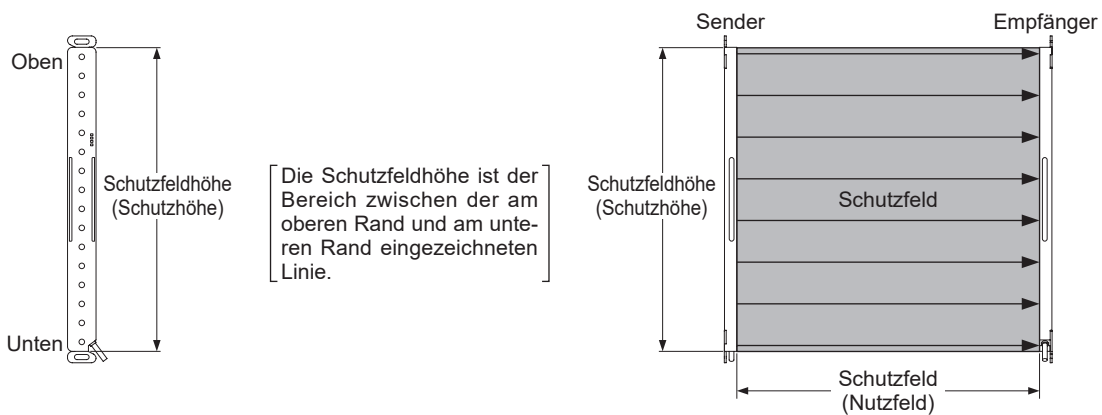 Oben
Unten
Schutzfeldhöhe
(Schutzhöhe)
Die Schutzfeldhöhe ist der
Bereich zwischen der am
oberen Rand und am unte-
ren Rand eingezeichneten
Linie.
Sender
Empfänger
Schutzfeldhöhe
(Schutzhöhe)
Schutzfeld
Schutzfeld
(Nutzfeld)